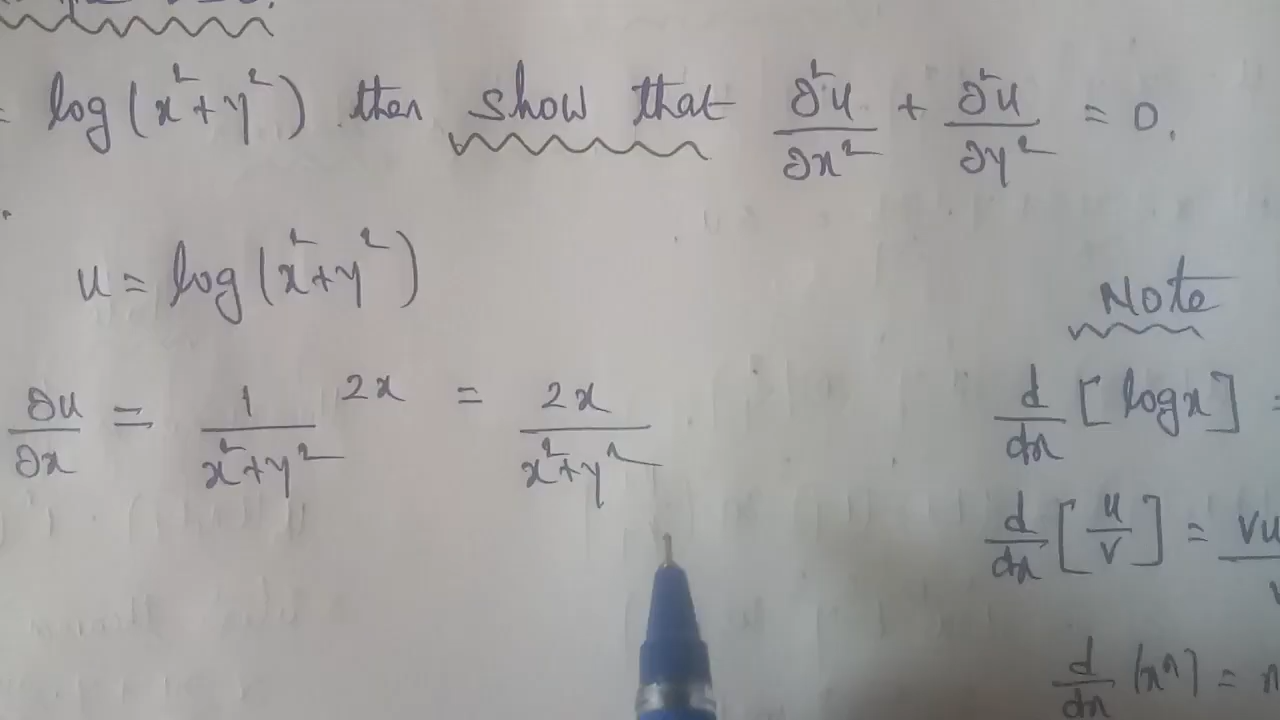 = log(x²+y²) then show that ∂²u/∂x² + ∂²u/∂y² = 0.
u = log(x²+y²)
Note
∂u/∂x = 1/(x²+y²) 2x = 2x/(x²+y²)
d/dx [log x] =
d/dx [u/v] = vu
d/dx (xⁿ) = n